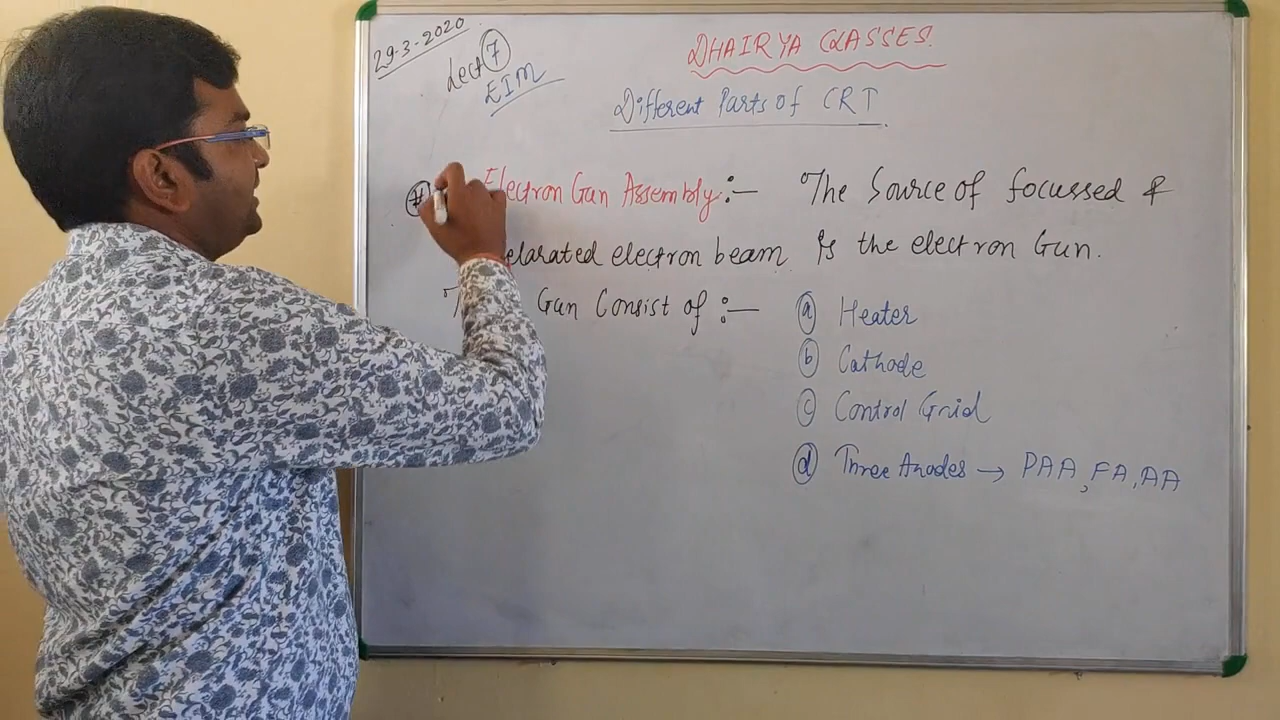 29-3-2020
Lect 7
EIM
DHAIRYA CLASSES.
Different Parts of CRT
Electron Gun Assembly :— The Source of focussed &
electron beam is the electron Gun.
Gun Consist of :—
a Heater
b Cathode
c Control Grid
d Three Anodes → PAA, FA, AA